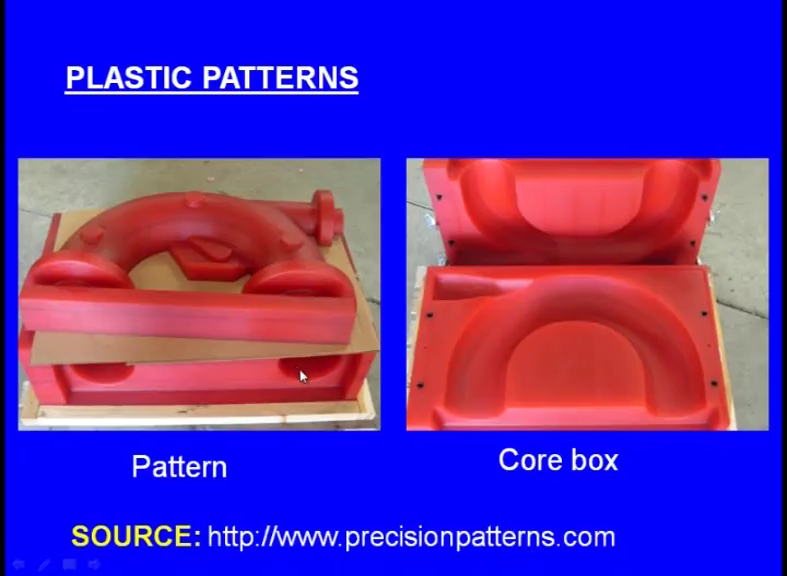 PLASTIC PATTERNS
Pattern
Core box
SOURCE: http://www.precisionpatterns.com